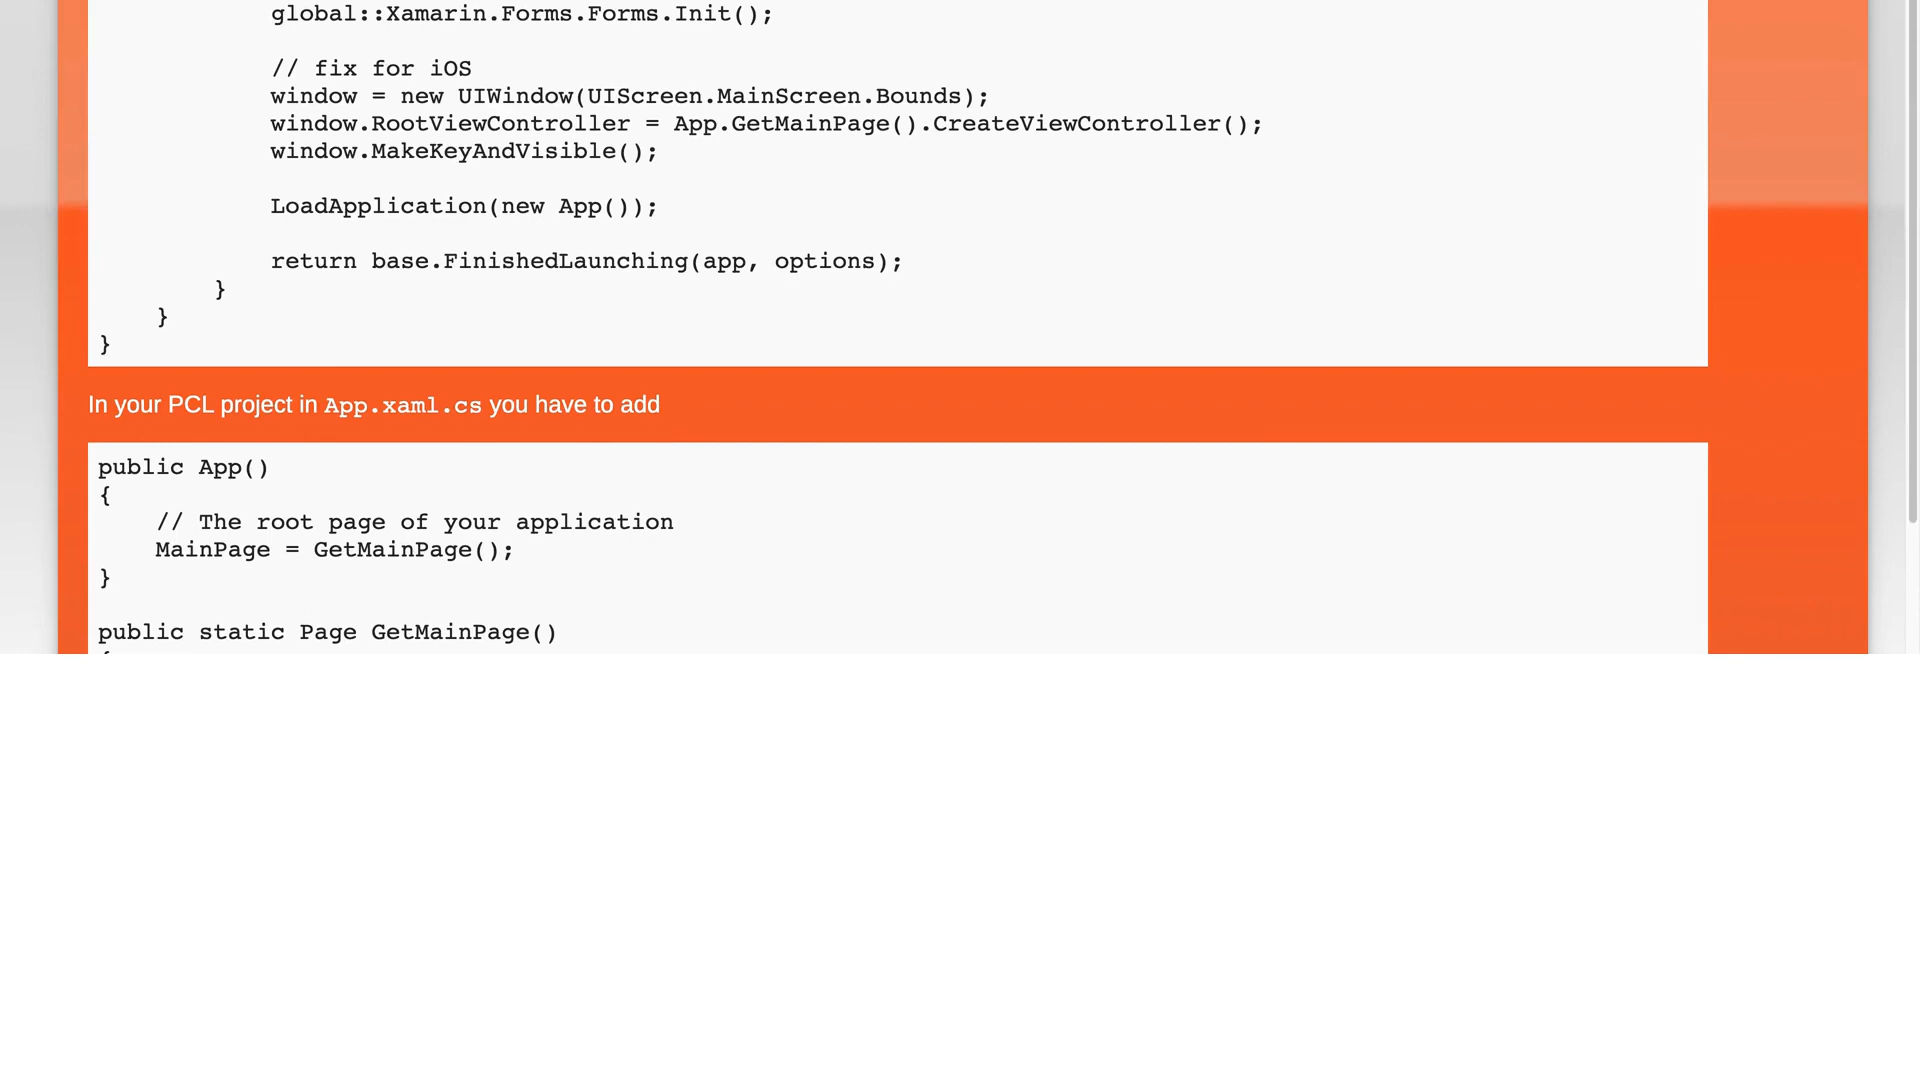 global::Xamarin.Forms.Forms.Init();
// fix for iOS
window = new UIWindow(UIScreen.MainScreen.Bounds);
window.RootViewController = App.GetMainPage().CreateViewController();
window.MakeKeyAndVisible();
LoadApplication(new App());
return base.FinishedLaunching(app, options);
}
}
}
In your PCL project in App.xaml.cs you have to add
public App()
{
// The root page of your application
MainPage = GetMainPage();
}
public static Page GetMainPage()